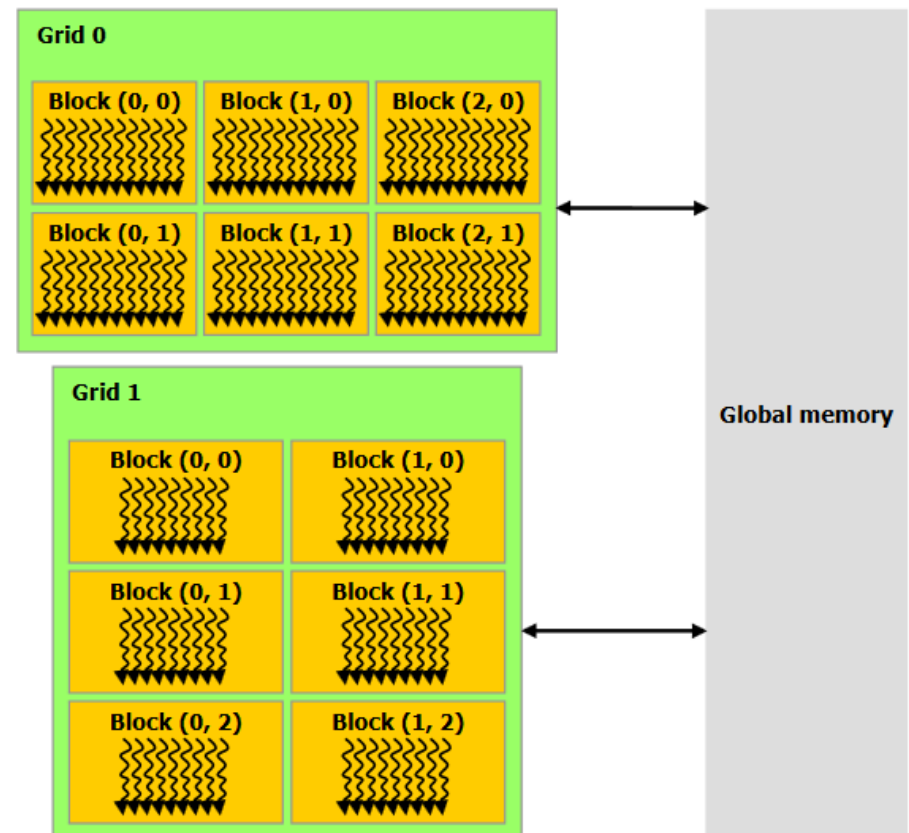 Grid 0
Block (0, 0) Block (1, 0) Block (2, 0)
Block (0, 1) Block (1, 1) Block (2, 1)
Grid 1
Block (0, 0) Block (1, 0)
Block (0, 1) Block (1, 1)
Block (0, 2) Block (1, 2)
Global memory